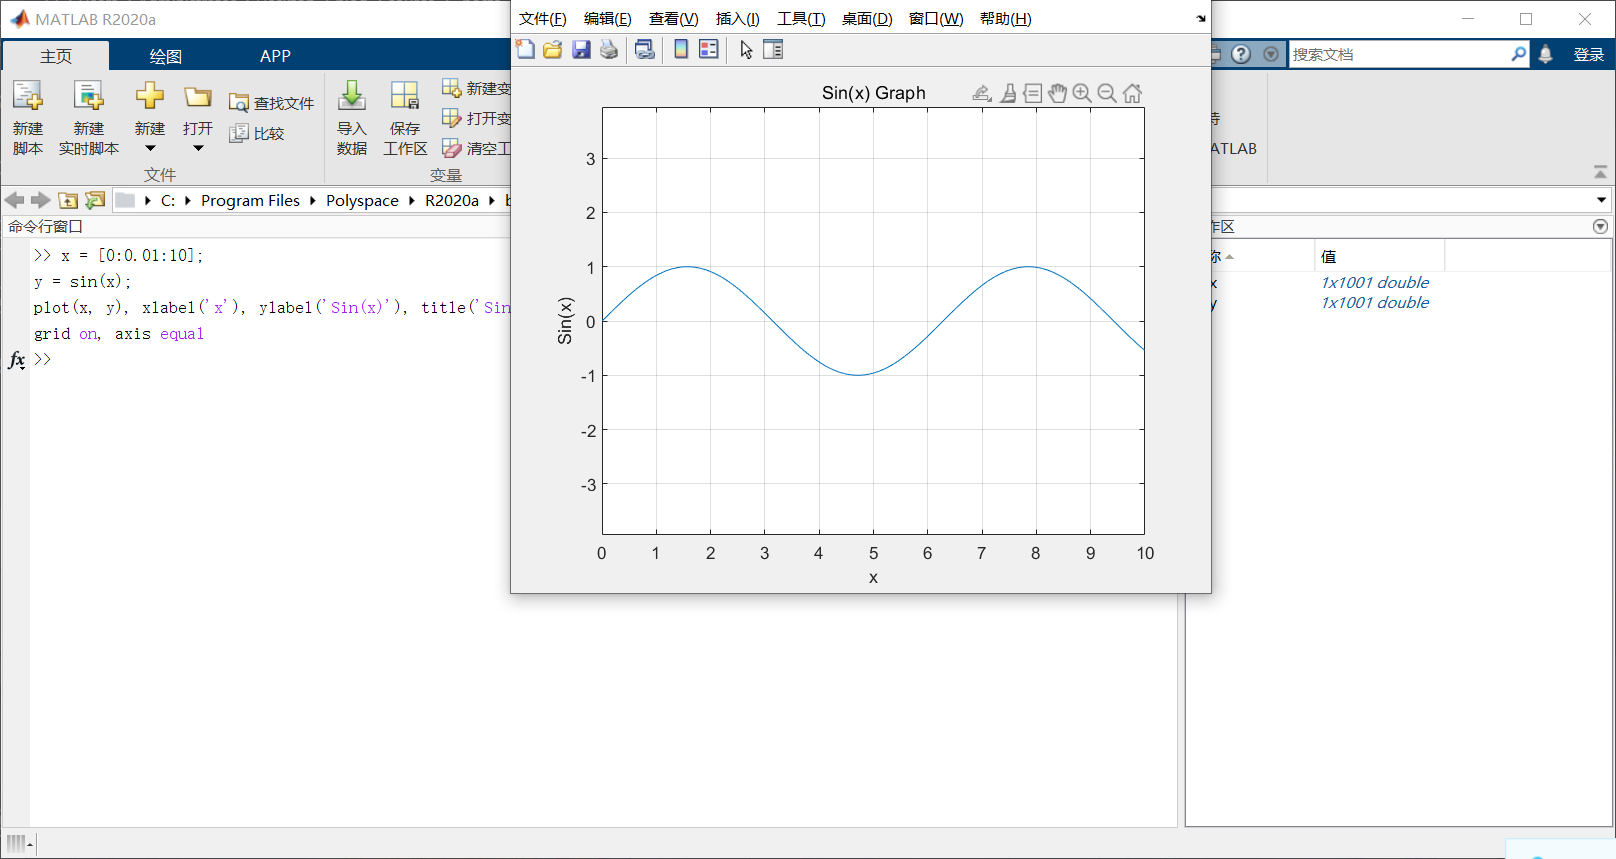 MATLAB R2020a
文件(F) 编辑(E) 查看(V) 插入(I) 工具(T) 桌面(D) 窗口(W) 帮助(H)
主页 绘图 APP
搜索文档 登录
新建
脚本
新建
实时脚本
新建
打开
查找文件
比较
导入
数据
保存
工作区
新建变
打开变
清空工
文件 变量
ATLAB
C: Program Files Polyspace R2020a
命令行窗口
>> x = [0:0.01:10];
y = sin(x);
plot(x, y), xlabel('x'), ylabel('Sin(x)'), title('Sin
grid on, axis equal
fx >>
Sin(x) Graph
Sin(x)
3
2
1
0
-1
-2
-3
0 1 2 3 4 5 6 7 8 9 10
x
作区
称 值
x 1x1001 double
y 1x1001 double